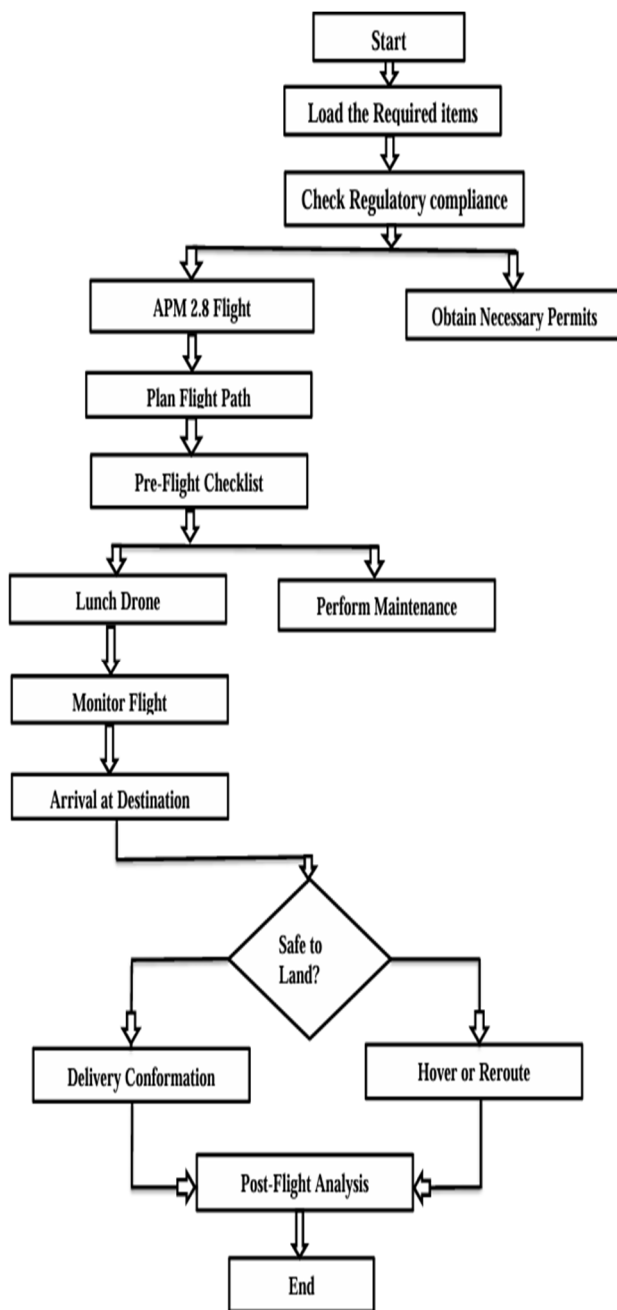 Start
Load the Required items
Check Regulatory compliance
APM 2.8 Flight
Obtain Necessary Permits
Plan Flight Path
Pre-Flight Checklist
Lunch Drone
Perform Maintenance
Monitor Flight
Arrival at Destination
Safe to
Land?
Delivery Conformation
Hover or Reroute
Post-Flight Analysis
End